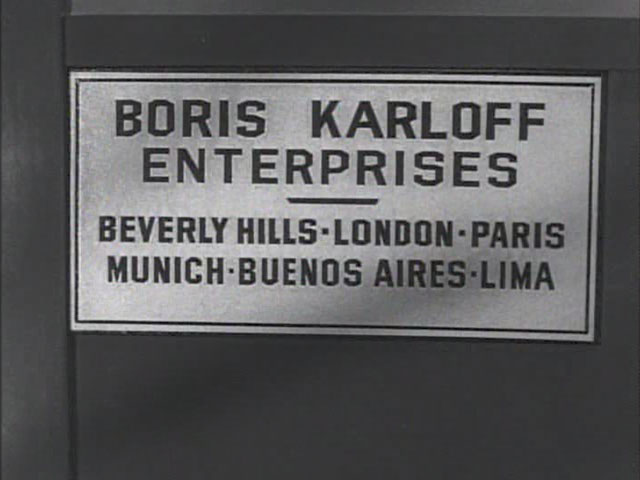 BORIS KARLOFF
ENTERPRISES
BEVERLY HILLS·LONDON·PARIS
MUNICH·BUENOS AIRES·LIMA